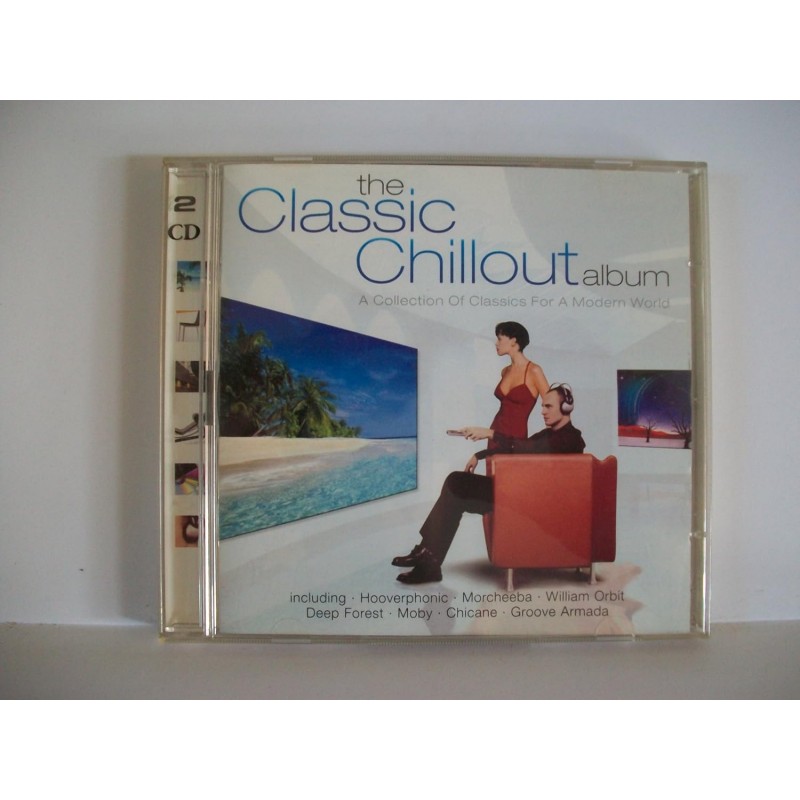 2
CD
the
Classic
Chillout album
A Collection Of Classics For A Modern World
including · Hooverphonic · Morcheeba · William Orbit
Deep Forest · Moby · Chicane · Groove Armada